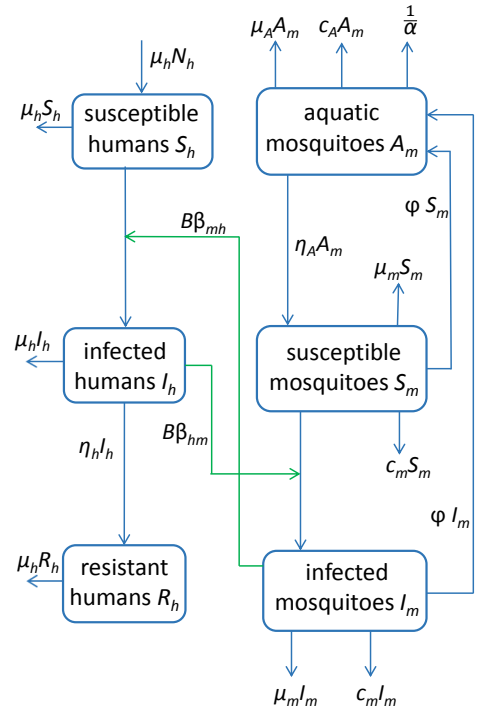 μ_A A_m
c_A A_m
1/α
μ_h N_h
μ_h S_h
susceptible
humans S_h
aquatic
mosquitoes A_m
φ S_m
Bβ_mh
η_A A_m
μ_m S_m
μ_h I_h
infected
humans I_h
susceptible
mosquitoes S_m
Bβ_hm
η_h I_h
c_m S_m
φ I_m
μ_h R_h
resistant
humans R_h
infected
mosquitoes I_m
μ_m I_m
c_m I_m